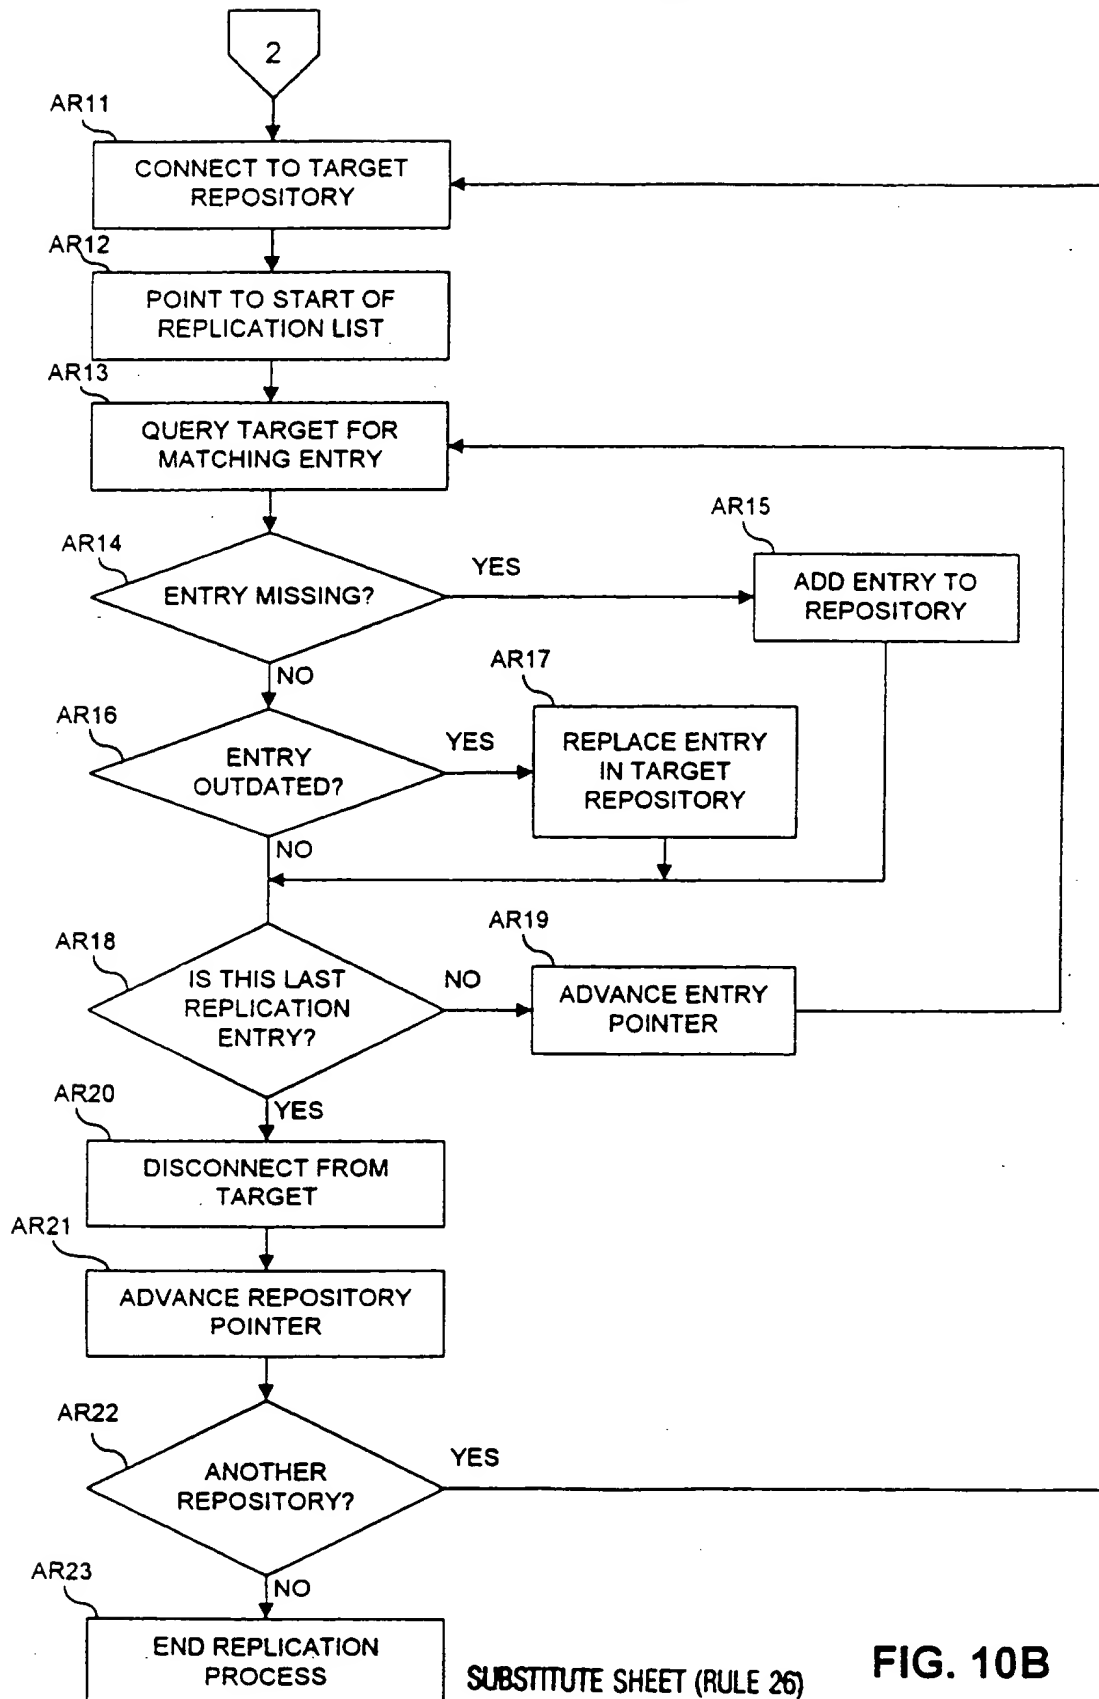 2
AR11
CONNECT TO TARGET
REPOSITORY
AR12
POINT TO START OF
REPLICATION LIST
AR13
QUERY TARGET FOR
MATCHING ENTRY
AR14
ENTRY MISSING?
YES
AR15
ADD ENTRY TO
REPOSITORY
NO
AR16
ENTRY
OUTDATED?
YES
AR17
REPLACE ENTRY
IN TARGET
REPOSITORY
NO
AR18
IS THIS LAST
REPLICATION
ENTRY?
NO
AR19
ADVANCE ENTRY
POINTER
YES
AR20
DISCONNECT FROM
TARGET
AR21
ADVANCE REPOSITORY
POINTER
AR22
ANOTHER
REPOSITORY?
YES
NO
AR23
END REPLICATION
PROCESS
SUBSTITUTE SHEET (RULE 26)
FIG. 10B